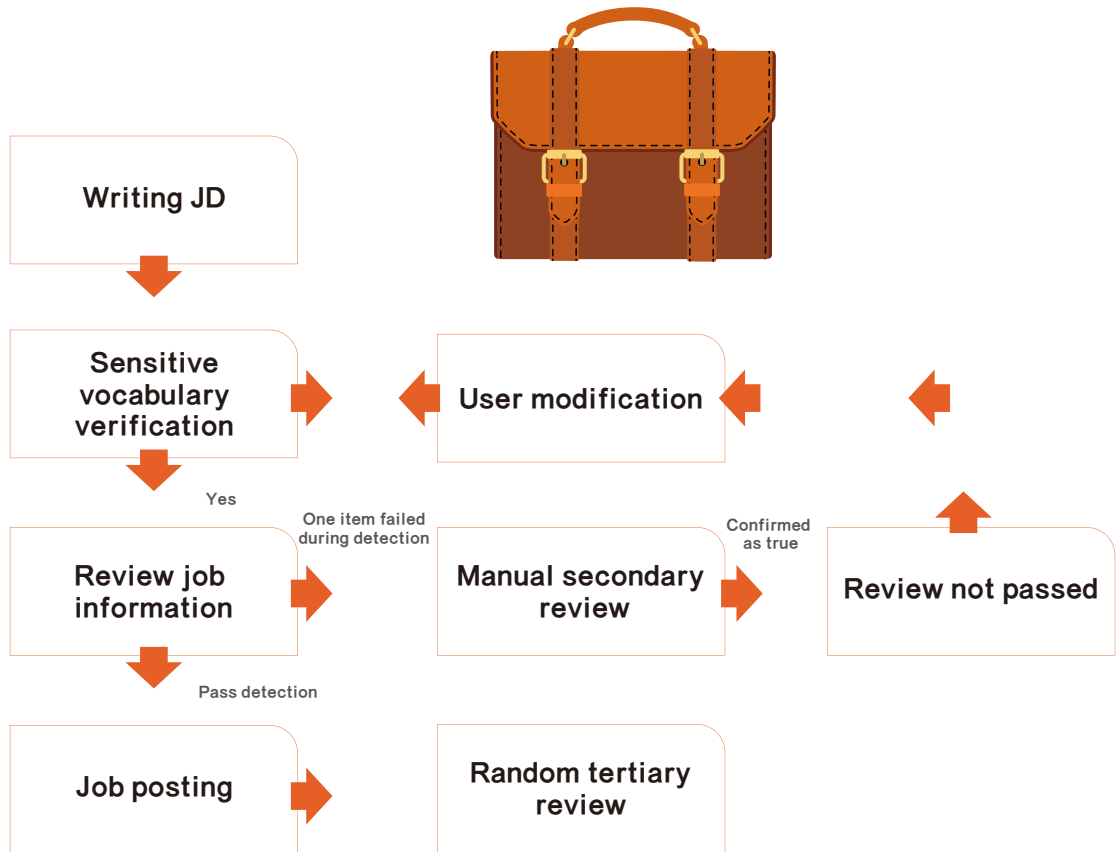 Writing JD
Sensitive
vocabulary
verification
User modification
Yes
One item failed
during detection
Confirmed
as true
Review job
information
Manual secondary
review
Review not passed
Pass detection
Job posting
Random tertiary
review